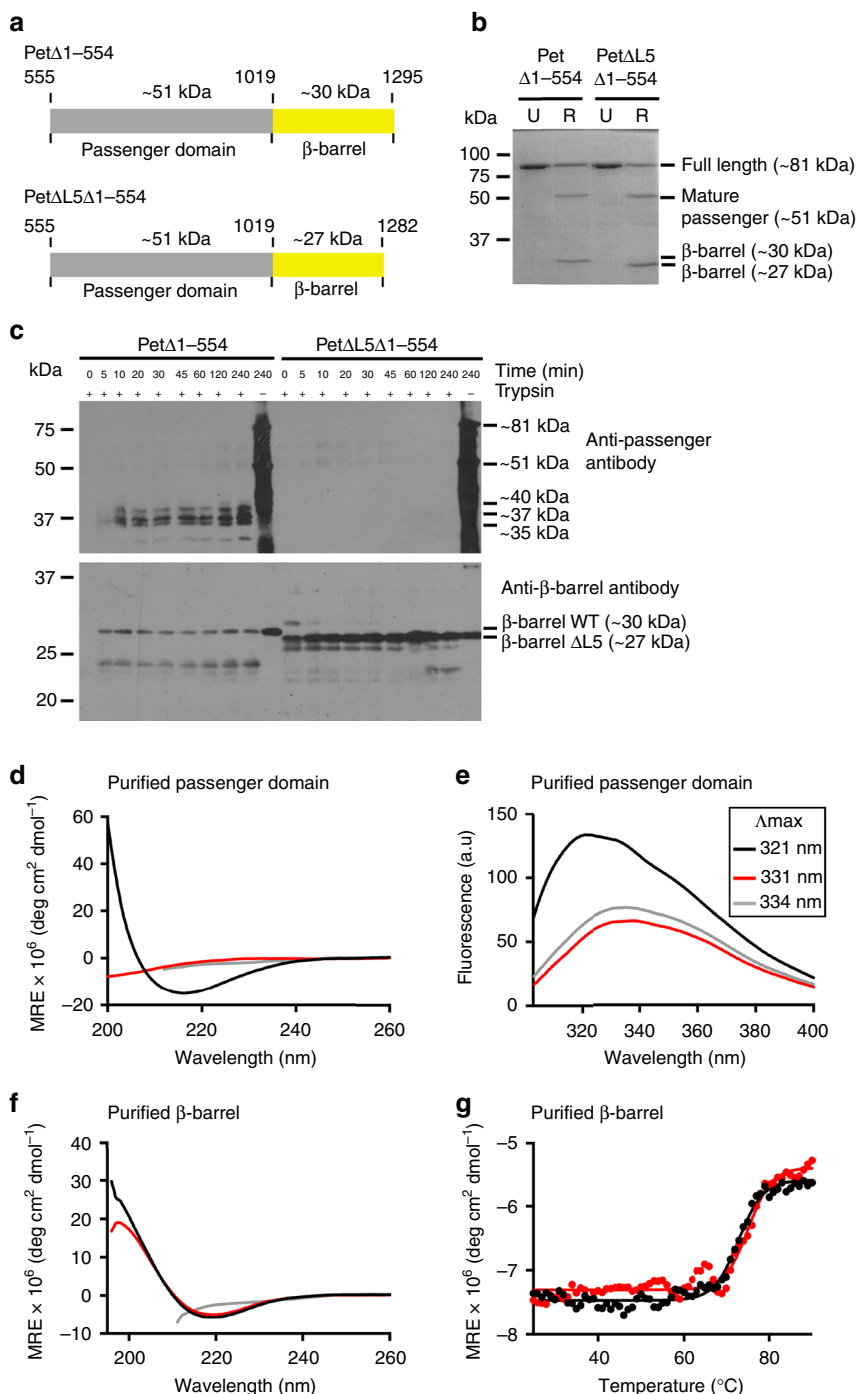 a
PetΔ1–554
555 ~51 kDa 1019 ~30 kDa 1295
Passenger domain β-barrel
PetΔL5Δ1–554
555 ~51 kDa 1019 ~27 kDa 1282
Passenger domain β-barrel
b
Pet PetΔL5
Δ1–554 Δ1–554
kDa U R U R
100
75
50
37
Full length (~81 kDa)
Mature
passenger (~51 kDa)
β-barrel (~30 kDa)
β-barrel (~27 kDa)
c
PetΔ1–554 PetΔL5Δ1–554
kDa 0 5 10 20 30 45 60 120 240 240 0 5 10 20 30 45 60 120 240 240 Time (min)
+ + + + + + + + + – + + + + + + + + + – Trypsin
75
50
37
~81 kDa
Anti-passenger
antibody
~51 kDa
~40 kDa
~37 kDa
~35 kDa
37
25
20
Anti-β-barrel antibody
β-barrel WT (~30 kDa)
β-barrel ΔL5 (~27 kDa)
d
Purified passenger domain
MRE × 10⁶ (deg cm² dmol⁻¹)
60
40
20
0
–20
200 220 240 260
Wavelength (nm)
e
Purified passenger domain
Fluorescence (a.u)
150
100
50
0
Λmax
321 nm
331 nm
334 nm
320 340 360 380 400
Wavelength (nm)
f
Purified β-barrel
MRE × 10⁶ (deg cm² dmol⁻¹)
40
30
20
10
0
–10
200 220 240 260
Wavelength (nm)
g
Purified β-barrel
MRE × 10⁶ (deg cm² dmol⁻¹)
–5
–6
–7
–8
40 60 80
Temperature (°C)